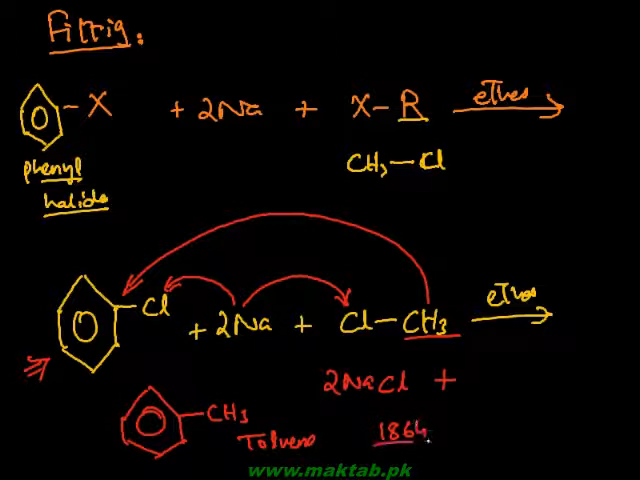 Fittig.
-X + 2Na + X-R ether
phenyl CH3-Cl
halide
-Cl + 2Na + Cl-CH3 ether
2NaCl +
-CH3 Toluene 1864
www.maktab.pk